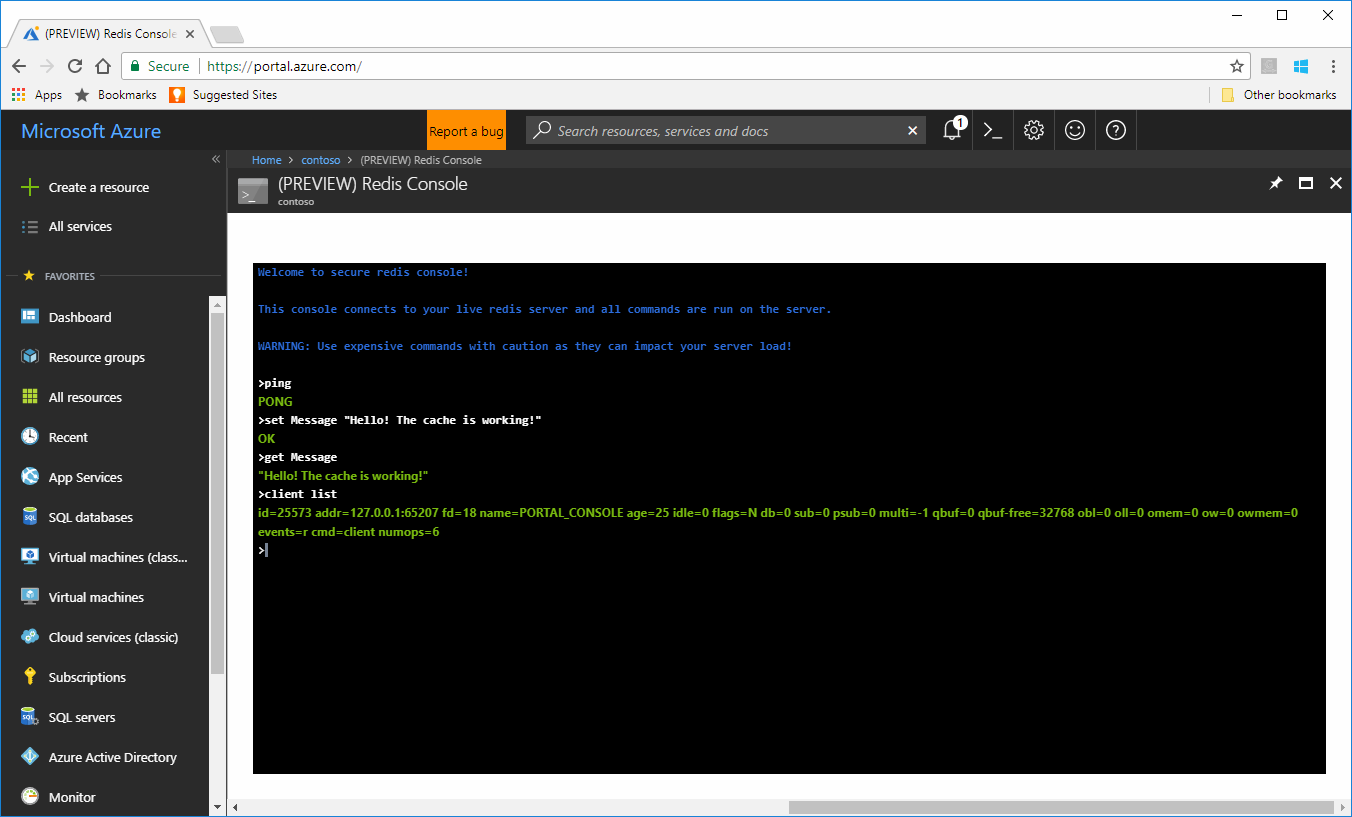 (PREVIEW) Redis Console
Secure
https://portal.azure.com/
Apps
Bookmarks
Suggested Sites
Other bookmarks
Microsoft Azure
Report a bug
Search resources, services and docs
1
Home > contoso > (PREVIEW) Redis Console
(PREVIEW) Redis Console
contoso
Create a resource
All services
FAVORITES
Dashboard
Resource groups
All resources
Recent
App Services
SQL databases
Virtual machines (class...
Virtual machines
Cloud services (classic)
Subscriptions
SQL servers
Azure Active Directory
Monitor
Welcome to secure redis console!
This console connects to your live redis server and all commands are run on the server.
WARNING: Use expensive commands with caution as they can impact your server load!
>ping
PONG
>set Message "Hello! The cache is working!"
OK
>get Message
"Hello! The cache is working!"
>client list
id=25573 addr=127.0.0.1:65207 fd=18 name=PORTAL_CONSOLE age=25 idle=0 flags=N db=0 sub=0 psub=0 multi=-1 qbuf=0 qbuf-free=32768 obl=0 oll=0 omem=0 ow=0 owmem=0
events=r cmd=client numops=6
>